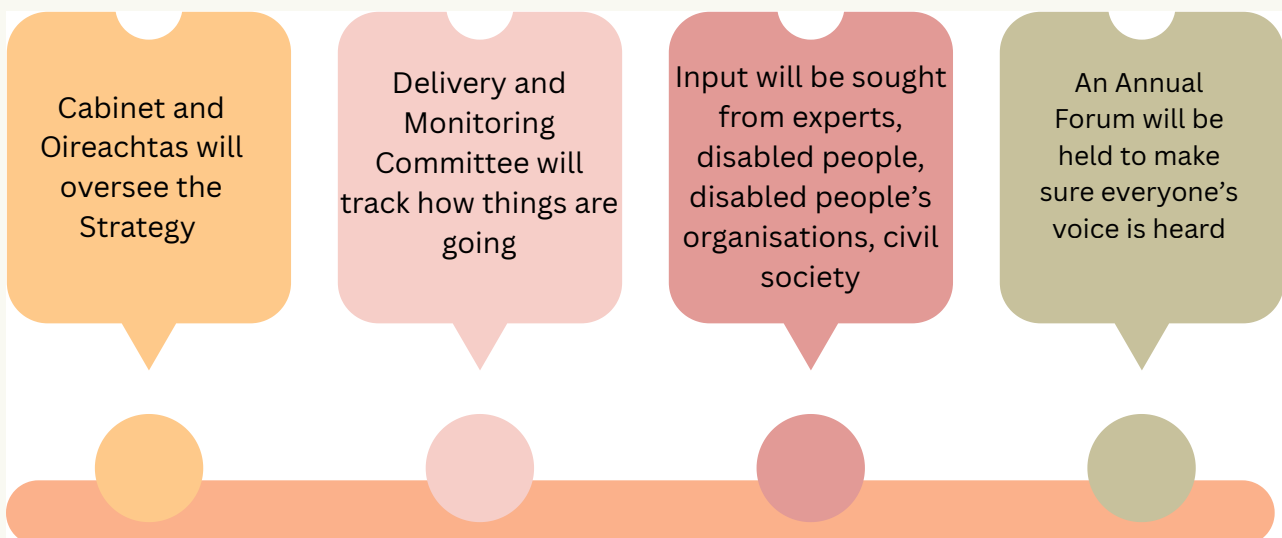 Cabinet and
Oireachtas will
oversee the
Strategy
Delivery and
Monitoring
Committee will
track how things are
going
Input will be sought
from experts,
disabled people,
disabled people’s
organisations, civil
society
An Annual
Forum will be
held to make
sure everyone’s
voice is heard